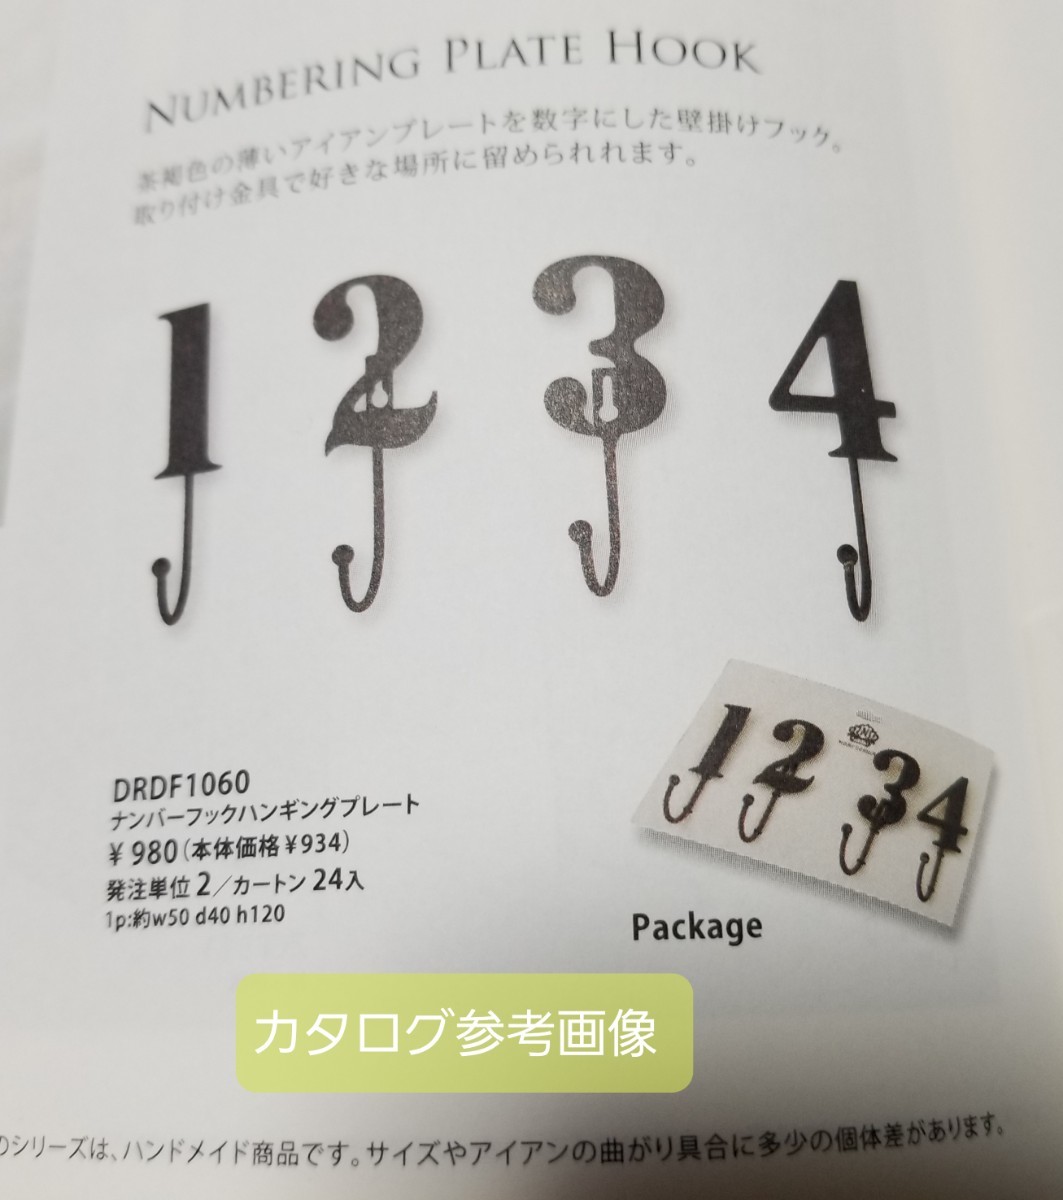 NUMBERING PLATE HOOK
茶褐色の薄いアイアンプレートを数字にした壁掛けフック。
取り付け金具で好きな場所に留められれます。
1 2 3 4
1 2 3 4
DRDF1060
ナンバーフックハンギングプレート
¥980(本体価格¥934)
発注単位2/カートン24入
1p:約w50 d40 h120
Package
カタログ参考画像
のシリーズは、ハンドメイド商品です。サイズやアイアンの曲がり具合に多少の個体差があります。